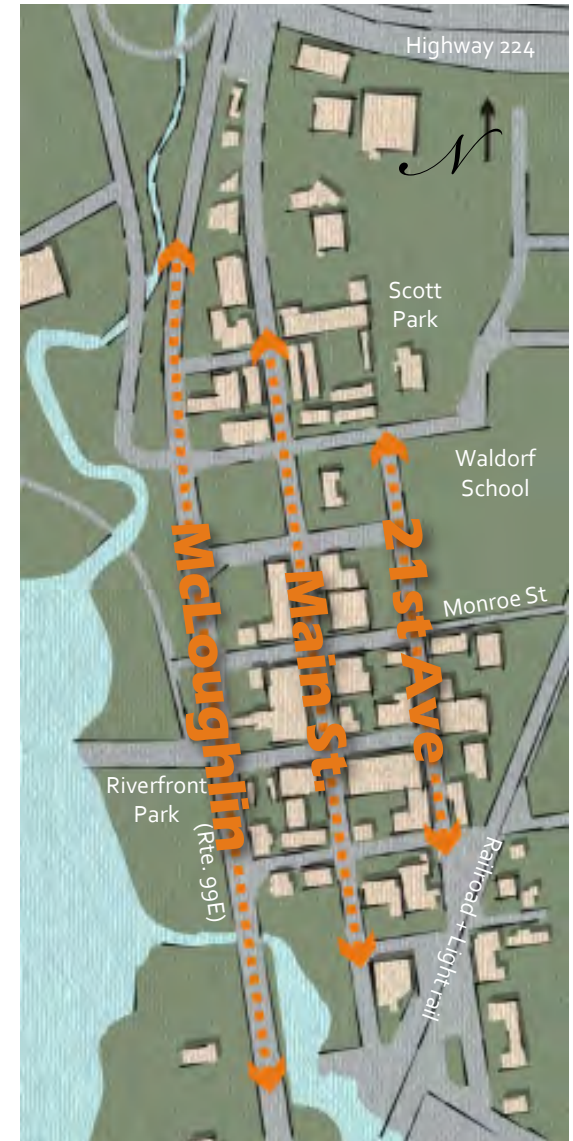 Highway 224
N
Scott
Park
Waldorf
School
McLoughlin
Main St.
21st Ave
Monroe St
Riverfront
Park
(Rte. 99E)
Railroad + Light rail